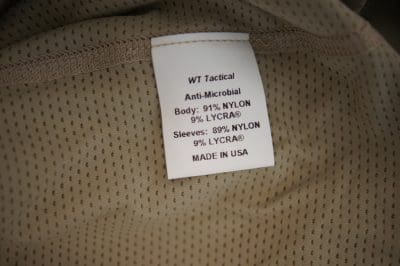 WT Tactical
Anti-Microbial
Body: 91% NYLON
9% LYCRA®
Sleeves: 89% NYLON
9% LYCRA®
MADE IN USA